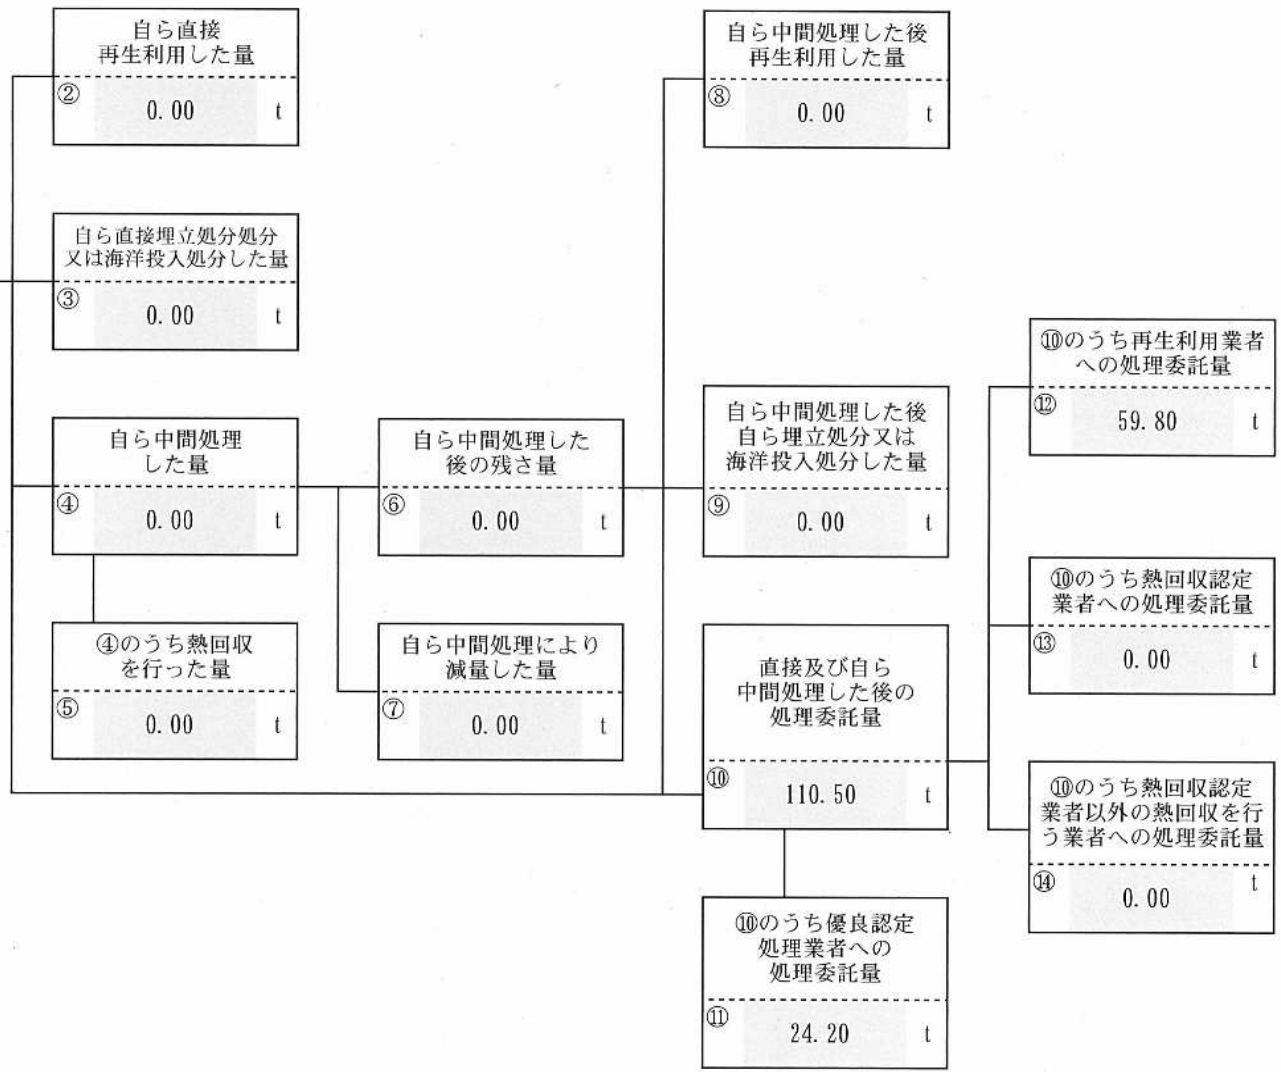 自ら直接
再生利用した量
② 0.00 t
自ら直接埋立処分処分
又は海洋投入処分した量
③ 0.00 t
自ら中間処理
した量
④ 0.00 t
④のうち熱回収
を行った量
⑤ 0.00 t
自ら中間処理した
後の残さ量
⑥ 0.00 t
自ら中間処理により
減量した量
⑦ 0.00 t
自ら中間処理した後
再生利用した量
⑧ 0.00 t
自ら中間処理した後
自ら埋立処分又は
海洋投入処分した量
⑨ 0.00 t
直接及び自ら
中間処理した後の
処理委託量
⑩ 110.50 t
⑩のうち優良認定
処理業者への
処理委託量
⑪ 24.20 t
⑩のうち再生利用業者
への処理委託量
⑫ 59.80 t
⑩のうち熱回収認定
業者への処理委託量
⑬ 0.00 t
⑩のうち熱回収認定
業者以外の熱回収を行
う業者への処理委託量
⑭ 0.00 t